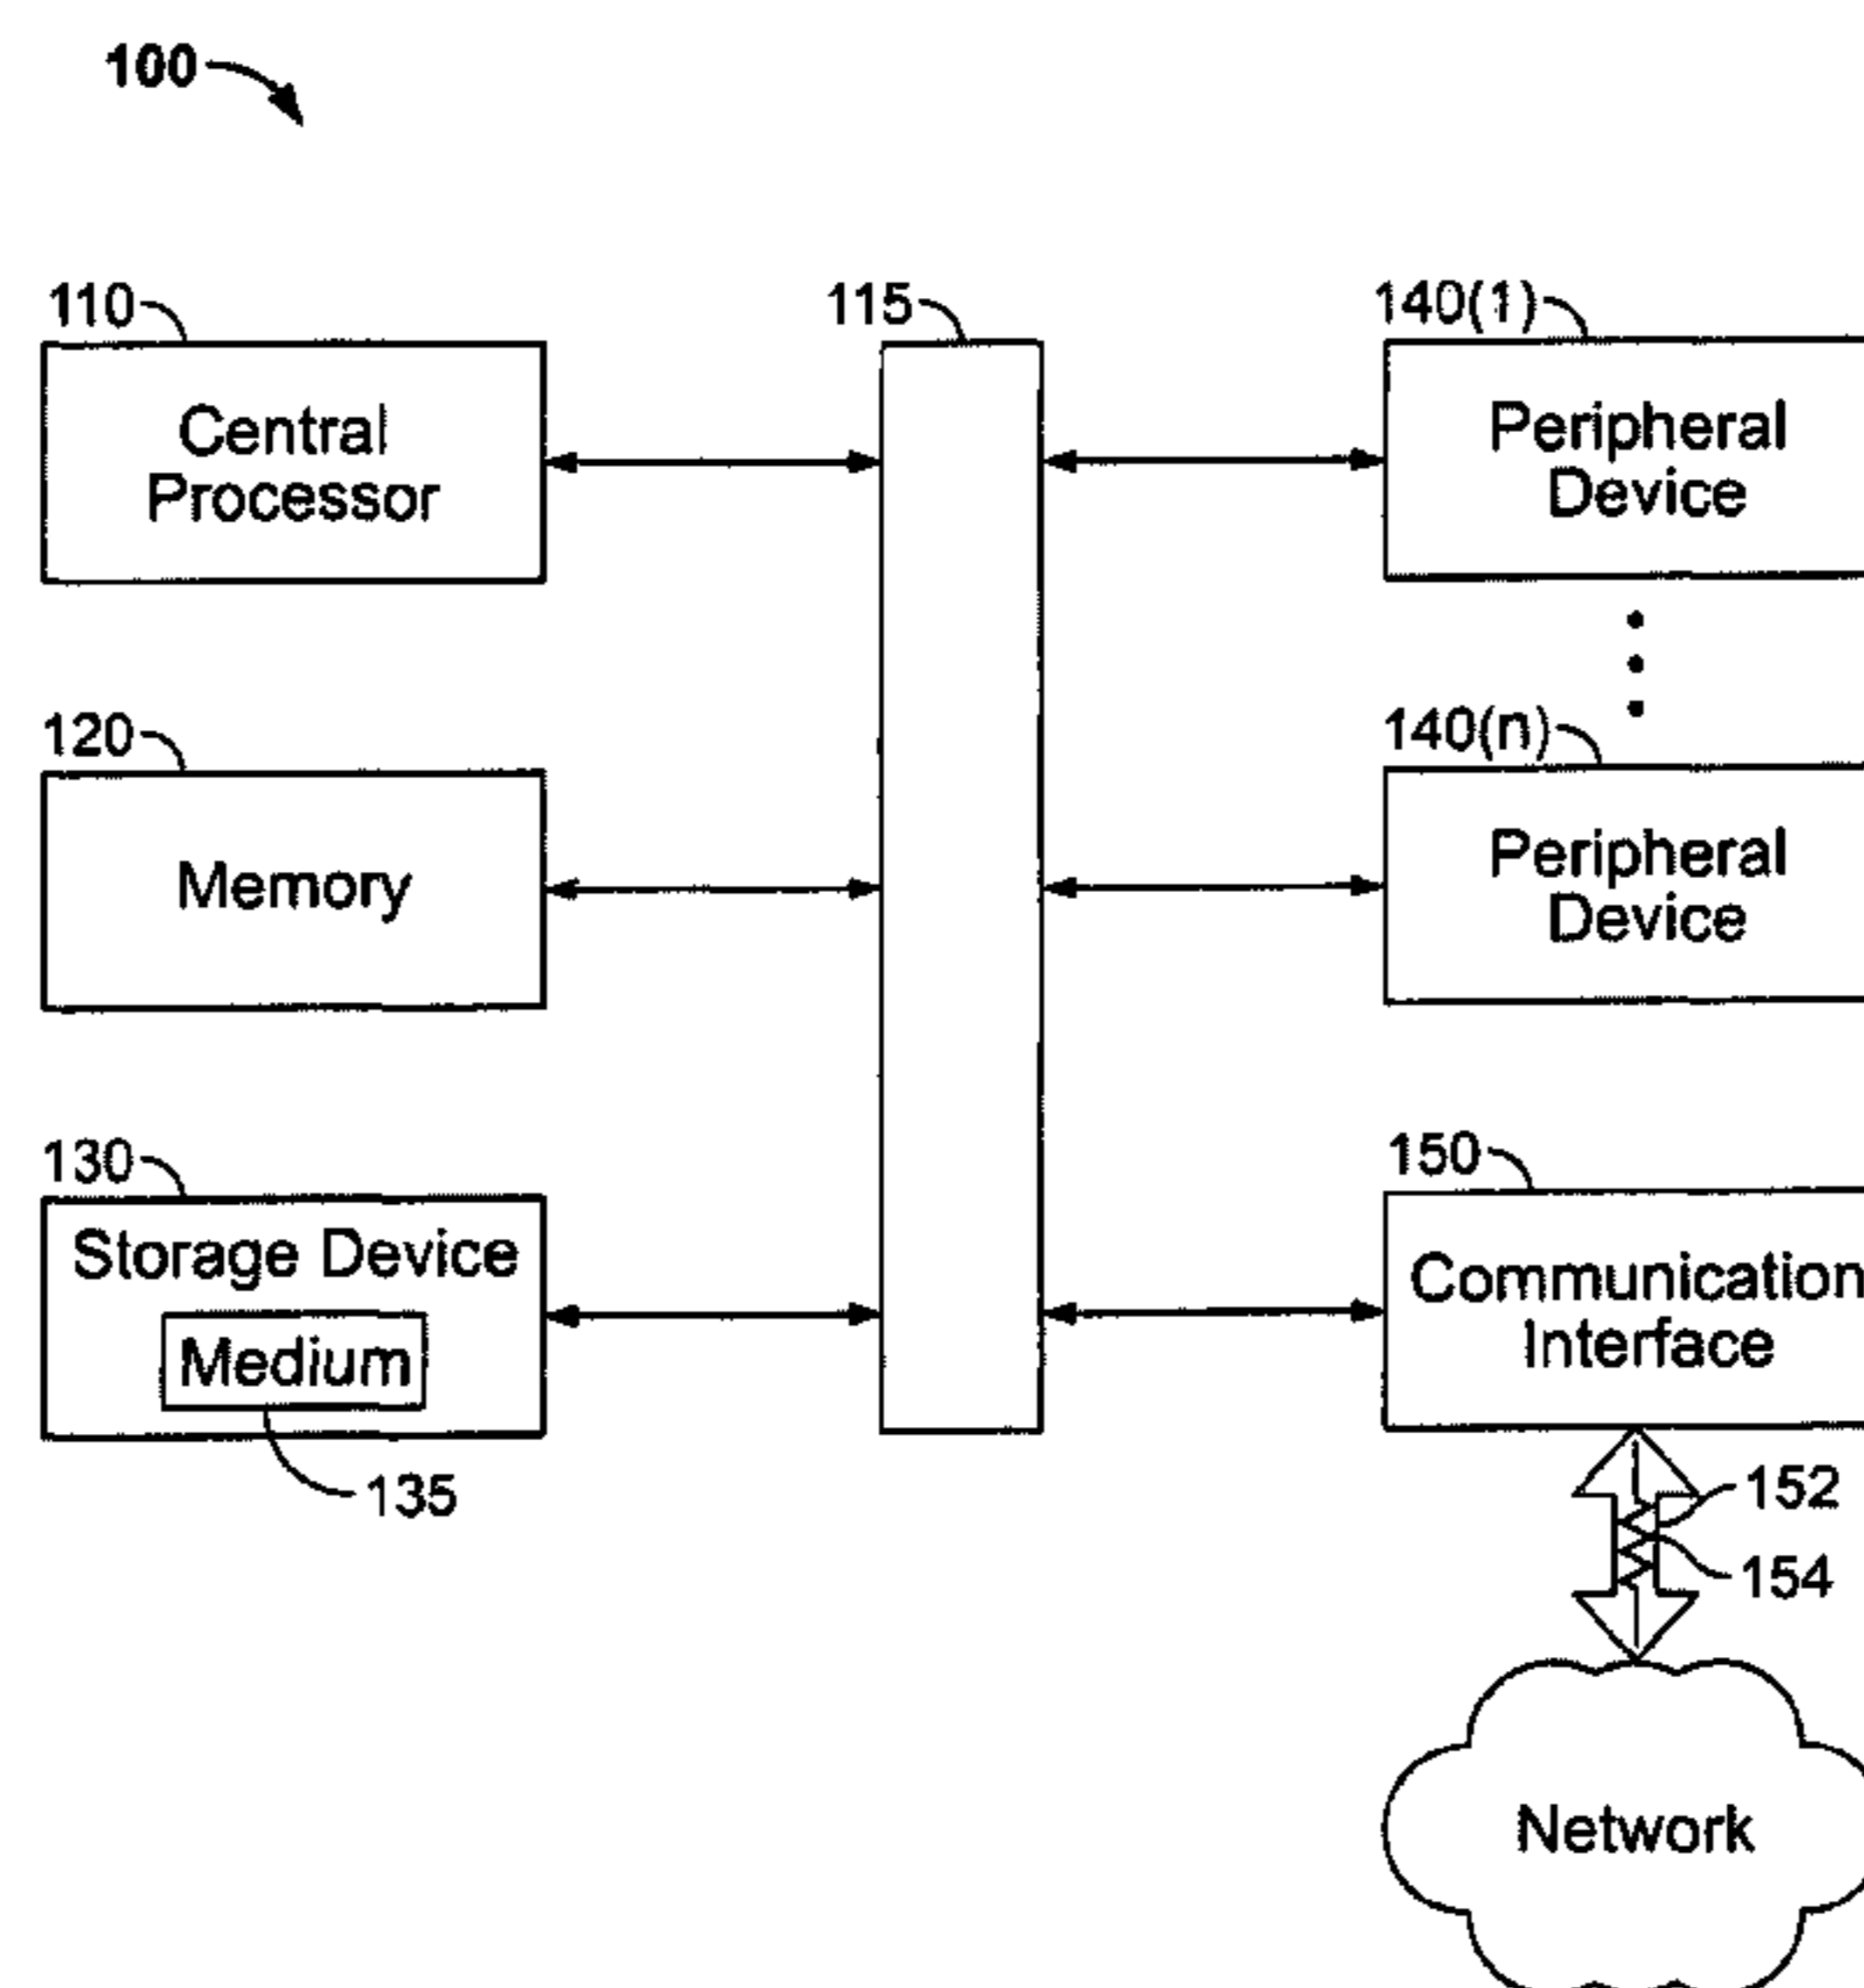 100
110
Central
Processor
115
140(1)
Peripheral
Device
120
Memory
140(n)
Peripheral
Device
130
Storage Device
Medium
135
150
Communication
Interface
152
154
Network